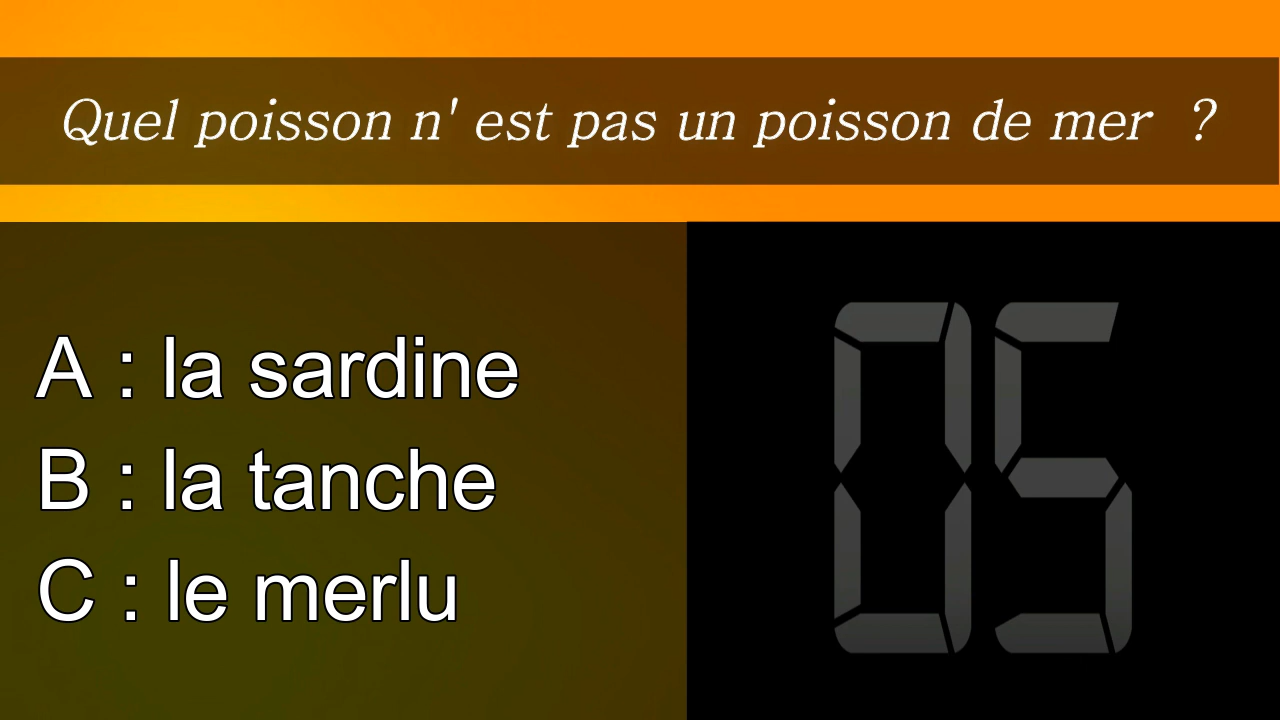 Quel poisson n' est pas un poisson de mer ?
A : la sardine
B : la tanche
C : le merlu
05